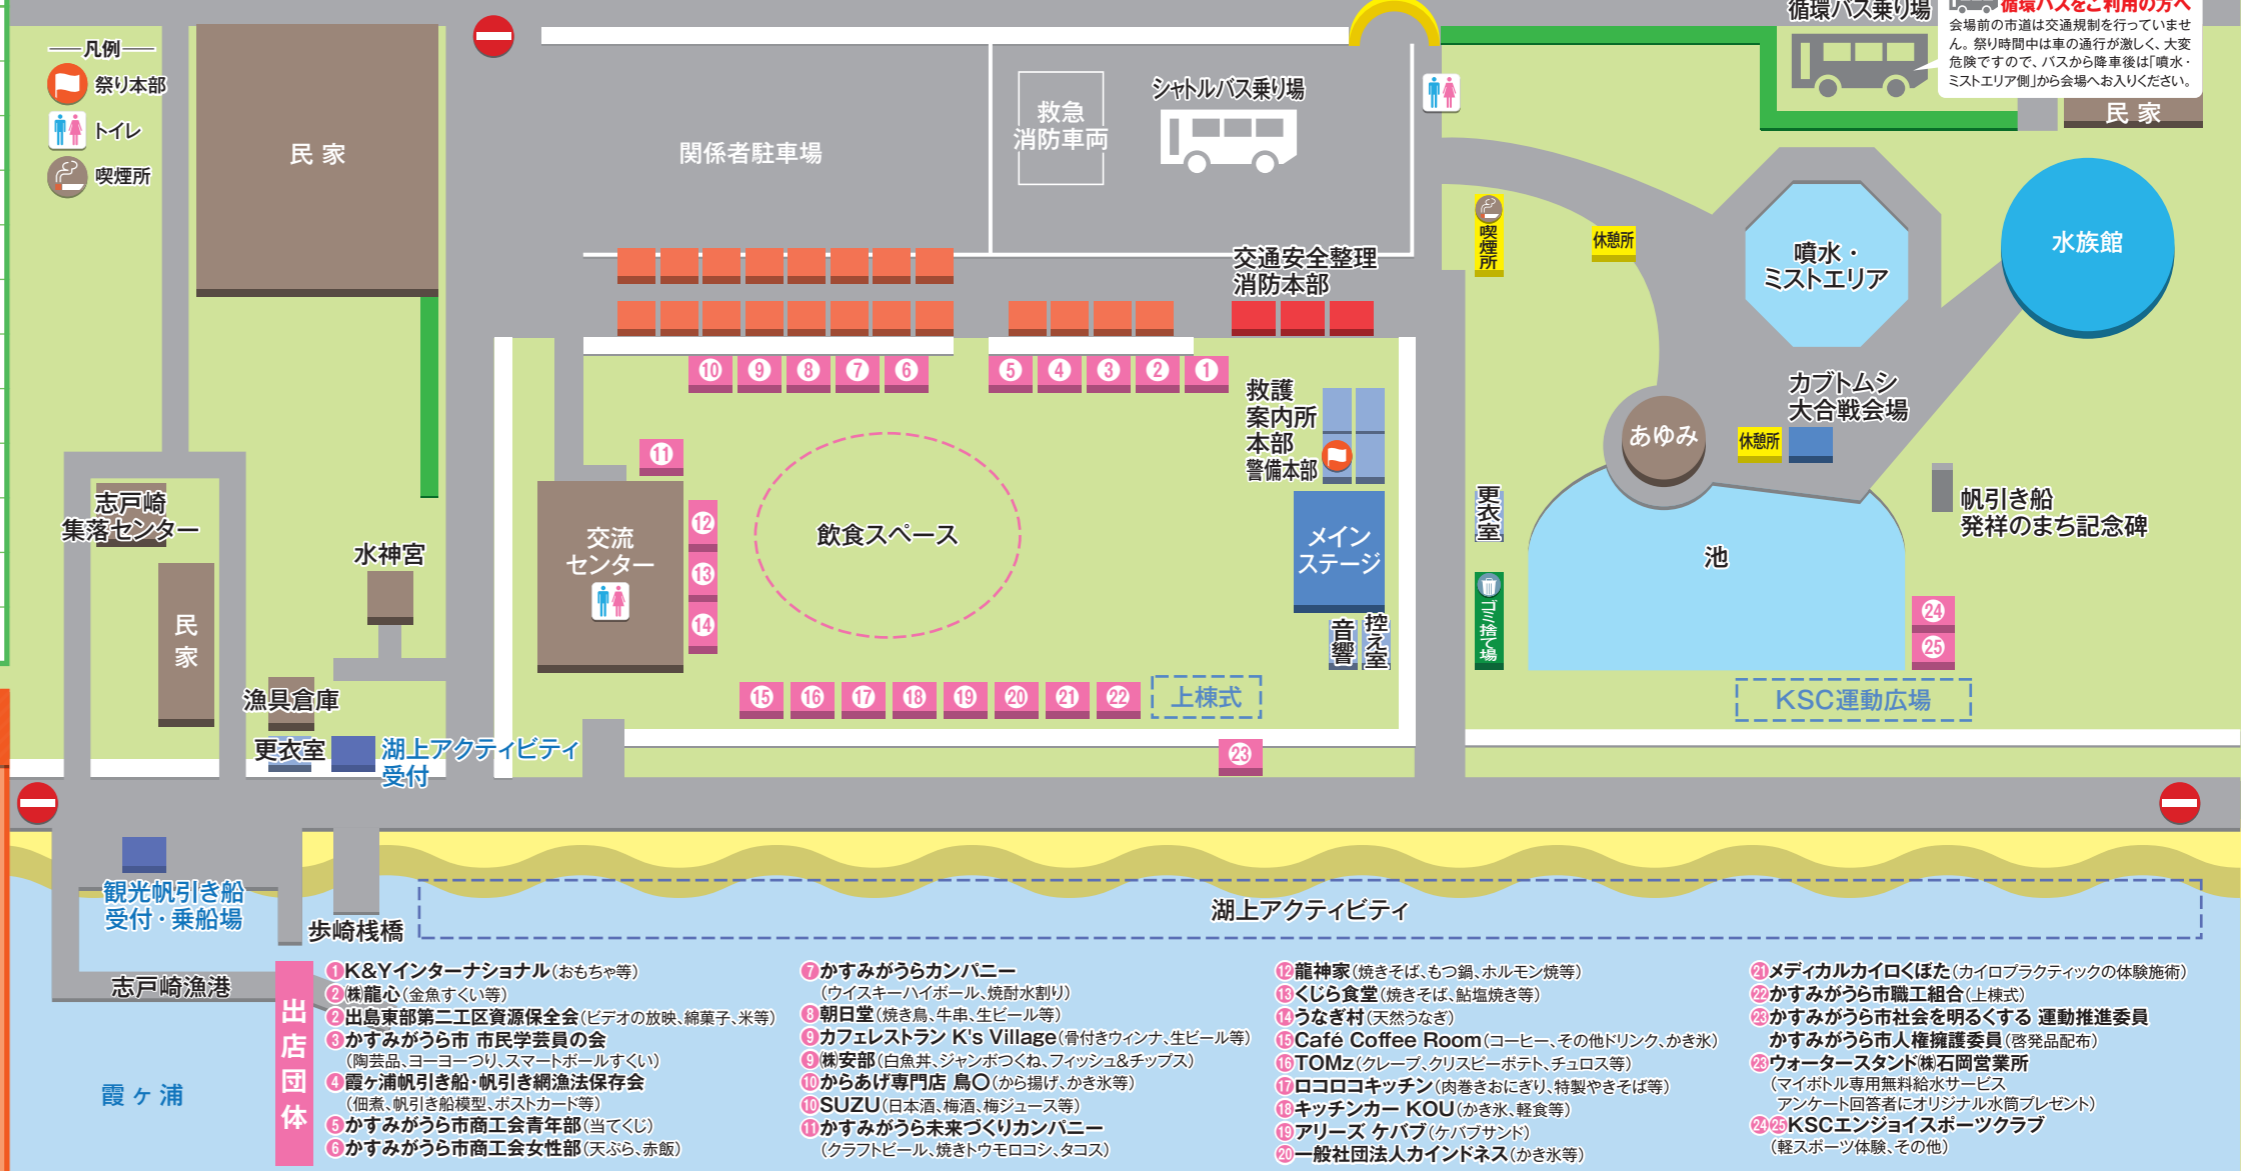 凡例
祭り本部
トイレ
喫煙所
民家
関係者駐車場
救急
消防車両
シャトルバス乗り場
循環バス乗り場
循環バスをご利用の方へ
会場前の市道は交通規制を行っていませ
ん。祭り時間中は車の通行が激しく、大変
危険ですので、バスから降車後は「噴水・
ミストエリア側」から会場へお入りください。
民家
喫煙所
休憩所
噴水・
ミストエリア
水族館
交通安全整理
消防本部
⑩ ⑨ ⑧ ⑦ ⑥ ⑤ ④ ③ ② ①
救護
案内所
本部
警備本部
カブトムシ
大合戦会場
あゆみ
休憩所
⑪
⑫
⑬
⑭
交流
センター
飲食スペース
メイン
ステージ
音響
控え室
更衣室
ゴミ捨て場
池
帆引き船
発祥のまち記念碑
㉔
㉕
KSC運動広場
志戸崎
集落センター
水神宮
民家
漁具倉庫
更衣室
湖上アクティビティ
受付
⑮ ⑯ ⑰ ⑱ ⑲ ⑳ ㉑ ㉒
上棟式
㉓
観光帆引き船
受付・乗船場
歩崎桟橋
湖上アクティビティ
志戸崎漁港
霞ヶ浦
出店団体
①K&Yインターナショナル(おもちゃ等)
②㈱龍心(金魚すくい等)
②出島東部第二工区資源保全会(ビデオの放映、綿菓子、米等)
③かすみがうら市 市民学芸員の会
(陶芸品、ヨーヨーつり、スマートボールすくい)
④霞ヶ浦帆引き船・帆引き網漁法保存会
(佃煮、帆引き船模型、ポストカード等)
⑤かすみがうら市商工会青年部(当てくじ)
⑥かすみがうら市商工会女性部(天ぷら、赤飯)
⑦かすみがうらカンパニー
(ウイスキーハイボール、焼酎水割り)
⑧朝日堂(焼き鳥、牛串、生ビール等)
⑨カフェレストラン K's Village(骨付きウィンナ、生ビール等)
⑨㈱安部(白魚丼、ジャンボつくね、フィッシュ&チップス)
⑩からあげ専門店 鳥〇(から揚げ、かき氷等)
⑩SUZU(日本酒、梅酒、梅ジュース等)
⑪かすみがうら未来づくりカンパニー
(クラフトビール、焼きトウモロコシ、タコス)
⑫龍神家(焼きそば、もつ鍋、ホルモン焼等)
⑬くじら食堂(焼きそば、鮎塩焼き等)
⑭うなぎ村(天然うなぎ)
⑮Café Coffee Room(コーヒー、その他ドリンク、かき氷)
⑯TOMz(クレープ、クリスピーポテト、チュロス等)
⑰ロコロコキッチン(肉巻きおにぎり、特製やきそば等)
⑱キッチンカー KOU(かき氷、軽食等)
⑲アリーズ ケバブ(ケバブサンド)
⑳一般社団法人カインドネス(かき氷等)
㉑メディカルカイロくぼた(カイロプラクティックの体験施術)
㉒かすみがうら市職工組合(上棟式)
㉓かすみがうら市社会を明るくする 運動推進委員
かすみがうら市人権擁護委員(啓発品配布)
㉓ウォータースタンド㈱石岡営業所
(マイボトル専用無料給水サービス
アンケート回答者にオリジナル水筒プレゼント)
㉔㉕KSCエンジョイスポーツクラブ
(軽スポーツ体験、その他)